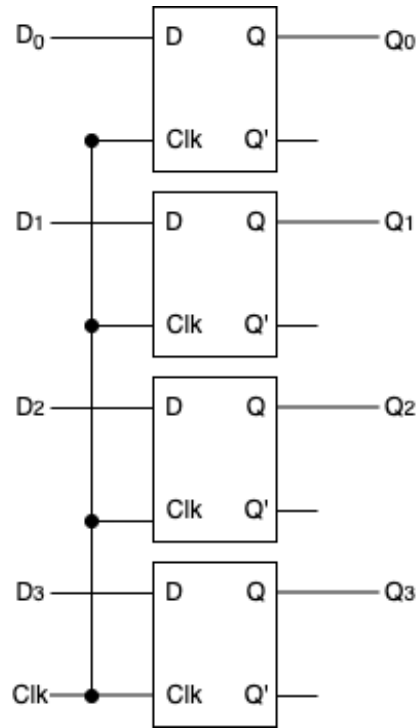 D0 D Q Q0
Clk Q'
D1 D Q Q1
Clk Q'
D2 D Q Q2
Clk Q'
D3 D Q Q3
Clk Clk Q'